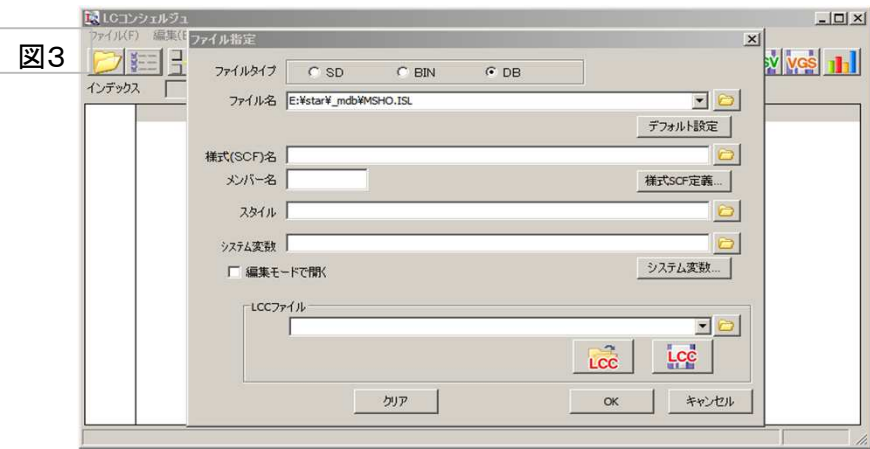 LCコンシェルジュ
ファイル(F) 編集(E
図3
ファイル指定
SV VGS
インデックス
ファイルタイプ SD BIN DB
ファイル名 E:¥star¥_mdb¥MSHO.ISL
デフォルト設定
様式(SCF)名
メンバー名 様式SCF定義...
スタイル
システム変数
編集モードで開く システム変数...
LCCファイル
LCC LCC
クリア OK キャンセル